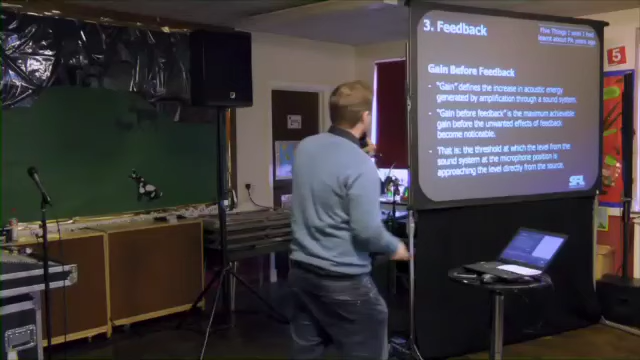 3. Feedback
Five Things I wish I had
learnt about PA years ago
Gain Before Feedback
- "Gain" defines the increase in acoustic energy
generated by amplification through a sound system.
- "Gain before feedback" is the maximum achievable
gain before the unwanted effects of feedback
become noticeable.
- That is: the threshold at which the level from the
sound system at the microphone position is
approaching the level directly from the source.
SFL
5